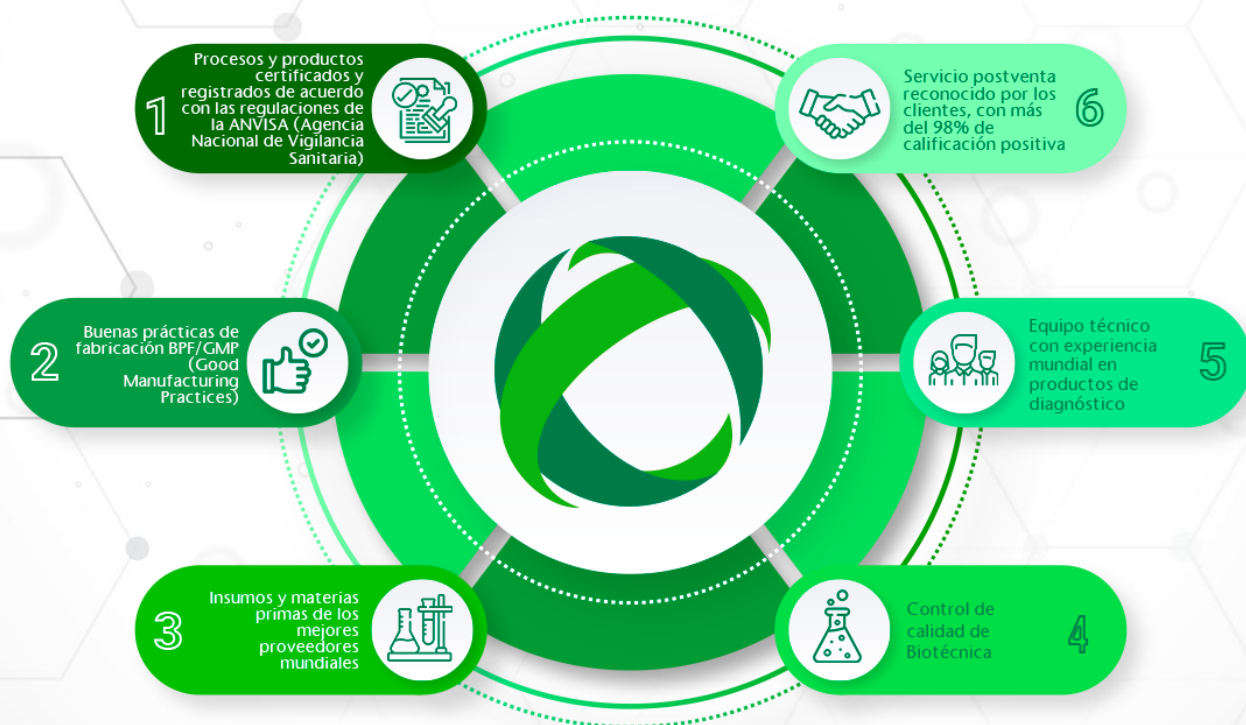 1
Procesos y productos
certificados y
registrados de acuerdo
con las regulaciones de
la ANVISA (Agencia
Nacional de Vigilancia
Sanitaria)
2
Buenas prácticas de
fabricación BPF/GMP
(Good
Manufacturing
Practices)
3
Insumos y materias
primas de los
mejores
proveedores
mundiales
Control de
calidad de
Biotécnica
4
Equipo técnico
con experiencia
mundial en
productos de
diagnóstico
5
Servicio postventa
reconocido por los
clientes, con más
del 98% de
calificación positiva
6